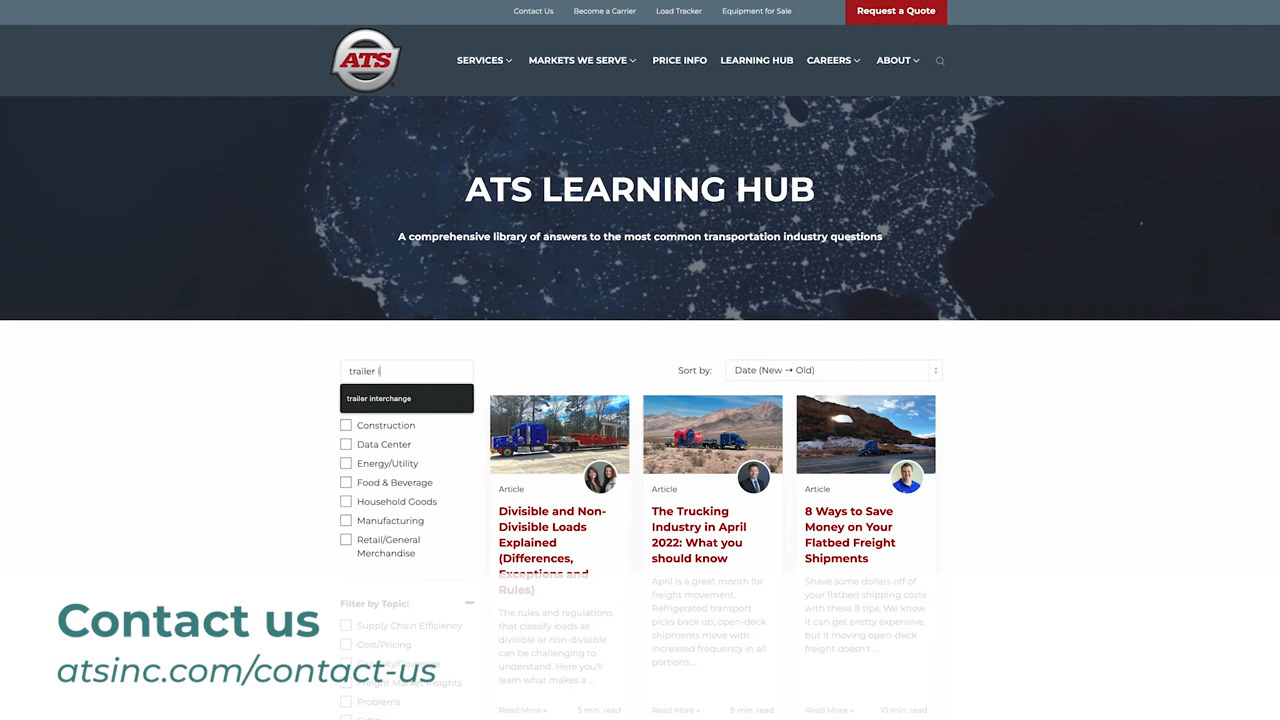 Contact Us
Become a Carrier
Load Tracker
Equipment for Sale
Request a Quote
ATS
SERVICES
MARKETS WE SERVE
PRICE INFO
LEARNING HUB
CAREERS
ABOUT
ATS LEARNING HUB
A comprehensive library of answers to the most common transportation industry questions
trailer i
trailer interchange
Construction
Data Center
Energy/Utility
Food & Beverage
Household Goods
Manufacturing
Retail/General
Merchandise
Filter by Topic:
Supply Chain Efficiency
Cost/Pricing
Freight Market Insights
Problems
Sort by:
Date (New → Old)
Article
Divisible and Non-
Divisible Loads
Explained
(Differences,
Exceptions and
Rules)
The rules and regulations
that classify loads as
divisible or non-divisible
can be challenging to
understand. Here you'll
learn what makes a ...
Read More »
5 min. read
Article
The Trucking
Industry in April
2022: What you
should know
April is a great month for
freight movement.
Refrigerated transport
picks back up, open-deck
shipments move with
increased frequency in all
portions ...
Read More »
8 min. read
Article
8 Ways to Save
Money on Your
Flatbed Freight
Shipments
Shave some dollars off of
your flatbed shipping costs
with these 8 tips. We know
it can get pretty expensive,
but it moving open-deck
freight doesn't ...
Read More »
10 min. read
Contact us
atsinc.com/contact-us